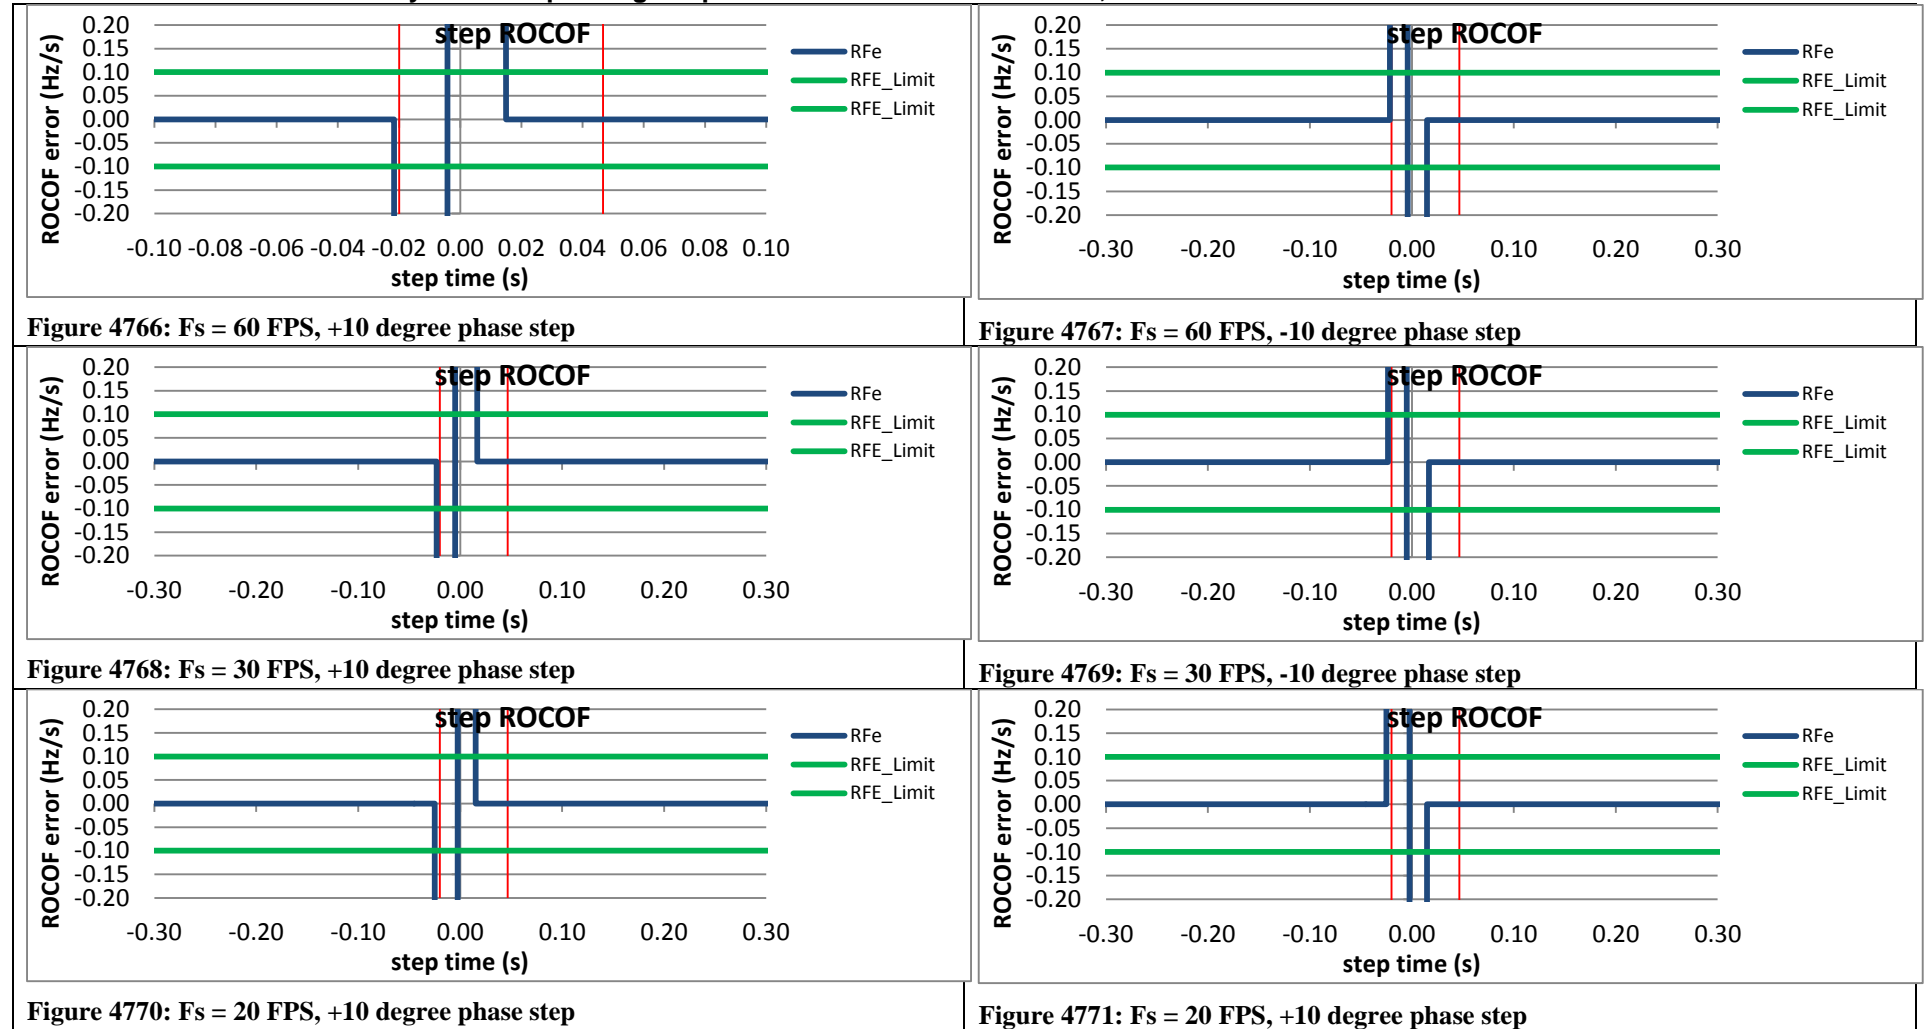 step ROCOF
0.20
0.15
0.10
0.05
0.00
-0.05
-0.10
-0.15
-0.20
ROCOF error (Hz/s)
-0.10 -0.08 -0.06 -0.04 -0.02 0.00 0.02 0.04 0.06 0.08 0.10
step time (s)
RFe
RFE_Limit
RFE_Limit
Figure 4766: Fs = 60 FPS, +10 degree phase step
step ROCOF
0.20
0.15
0.10
0.05
0.00
-0.05
-0.10
-0.15
-0.20
ROCOF error (Hz/s)
-0.30 -0.20 -0.10 0.00 0.10 0.20 0.30
step time (s)
RFe
RFE_Limit
RFE_Limit
Figure 4767: Fs = 60 FPS, -10 degree phase step
step ROCOF
0.20
0.15
0.10
0.05
0.00
-0.05
-0.10
-0.15
-0.20
ROCOF error (Hz/s)
-0.30 -0.20 -0.10 0.00 0.10 0.20 0.30
step time (s)
RFe
RFE_Limit
RFE_Limit
Figure 4768: Fs = 30 FPS, +10 degree phase step
step ROCOF
0.20
0.15
0.10
0.05
0.00
-0.05
-0.10
-0.15
-0.20
ROCOF error (Hz/s)
-0.30 -0.20 -0.10 0.00 0.10 0.20 0.30
step time (s)
RFe
RFE_Limit
RFE_Limit
Figure 4769: Fs = 30 FPS, -10 degree phase step
step ROCOF
0.20
0.15
0.10
0.05
0.00
-0.05
-0.10
-0.15
-0.20
ROCOF error (Hz/s)
-0.30 -0.20 -0.10 0.00 0.10 0.20 0.30
step time (s)
RFe
RFE_Limit
RFE_Limit
Figure 4770: Fs = 20 FPS, +10 degree phase step
step ROCOF
0.20
0.15
0.10
0.05
0.00
-0.05
-0.10
-0.15
-0.20
ROCOF error (Hz/s)
-0.30 -0.20 -0.10 0.00 0.10 0.20 0.30
step time (s)
RFe
RFE_Limit
RFE_Limit
Figure 4771: Fs = 20 FPS, +10 degree phase step